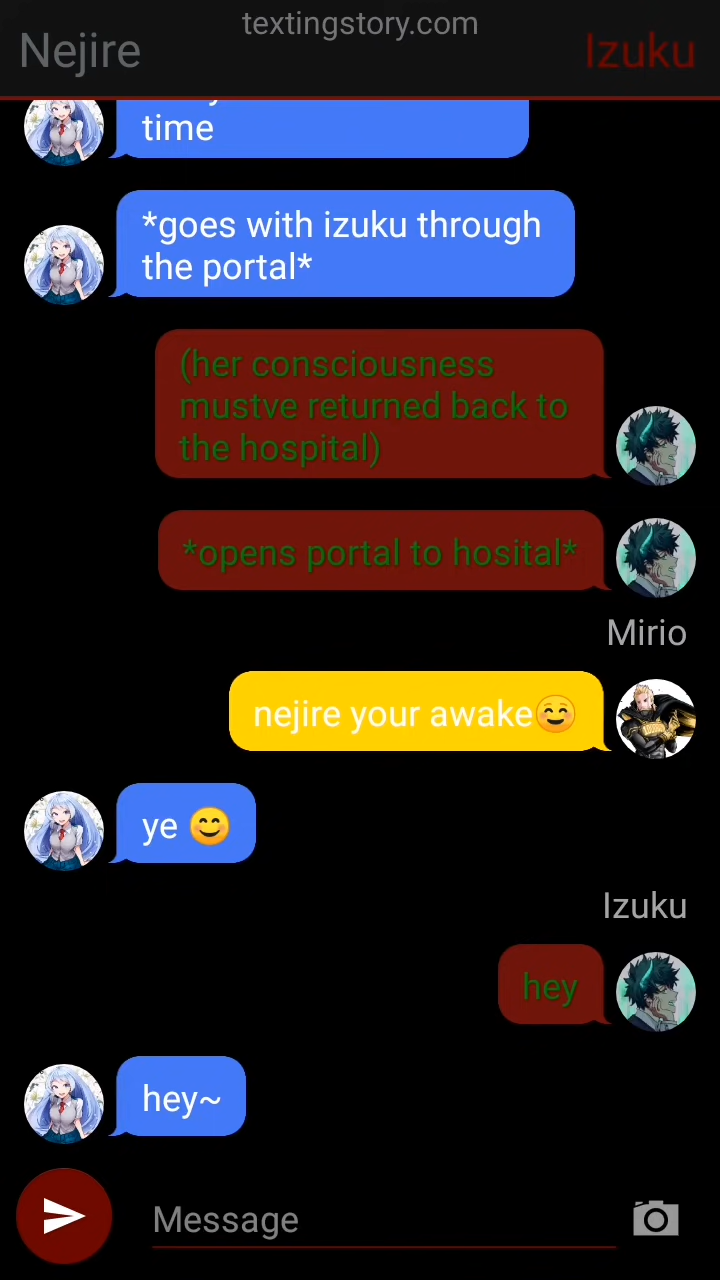 textingstory.com
Nejire
Izuku
time
*goes with izuku through
the portal*
(her consciousness
mustve returned back to
the hospital)
*opens portal to hosital*
Mirio
nejire your awake😊
ye 😊
Izuku
hey
hey~
Message